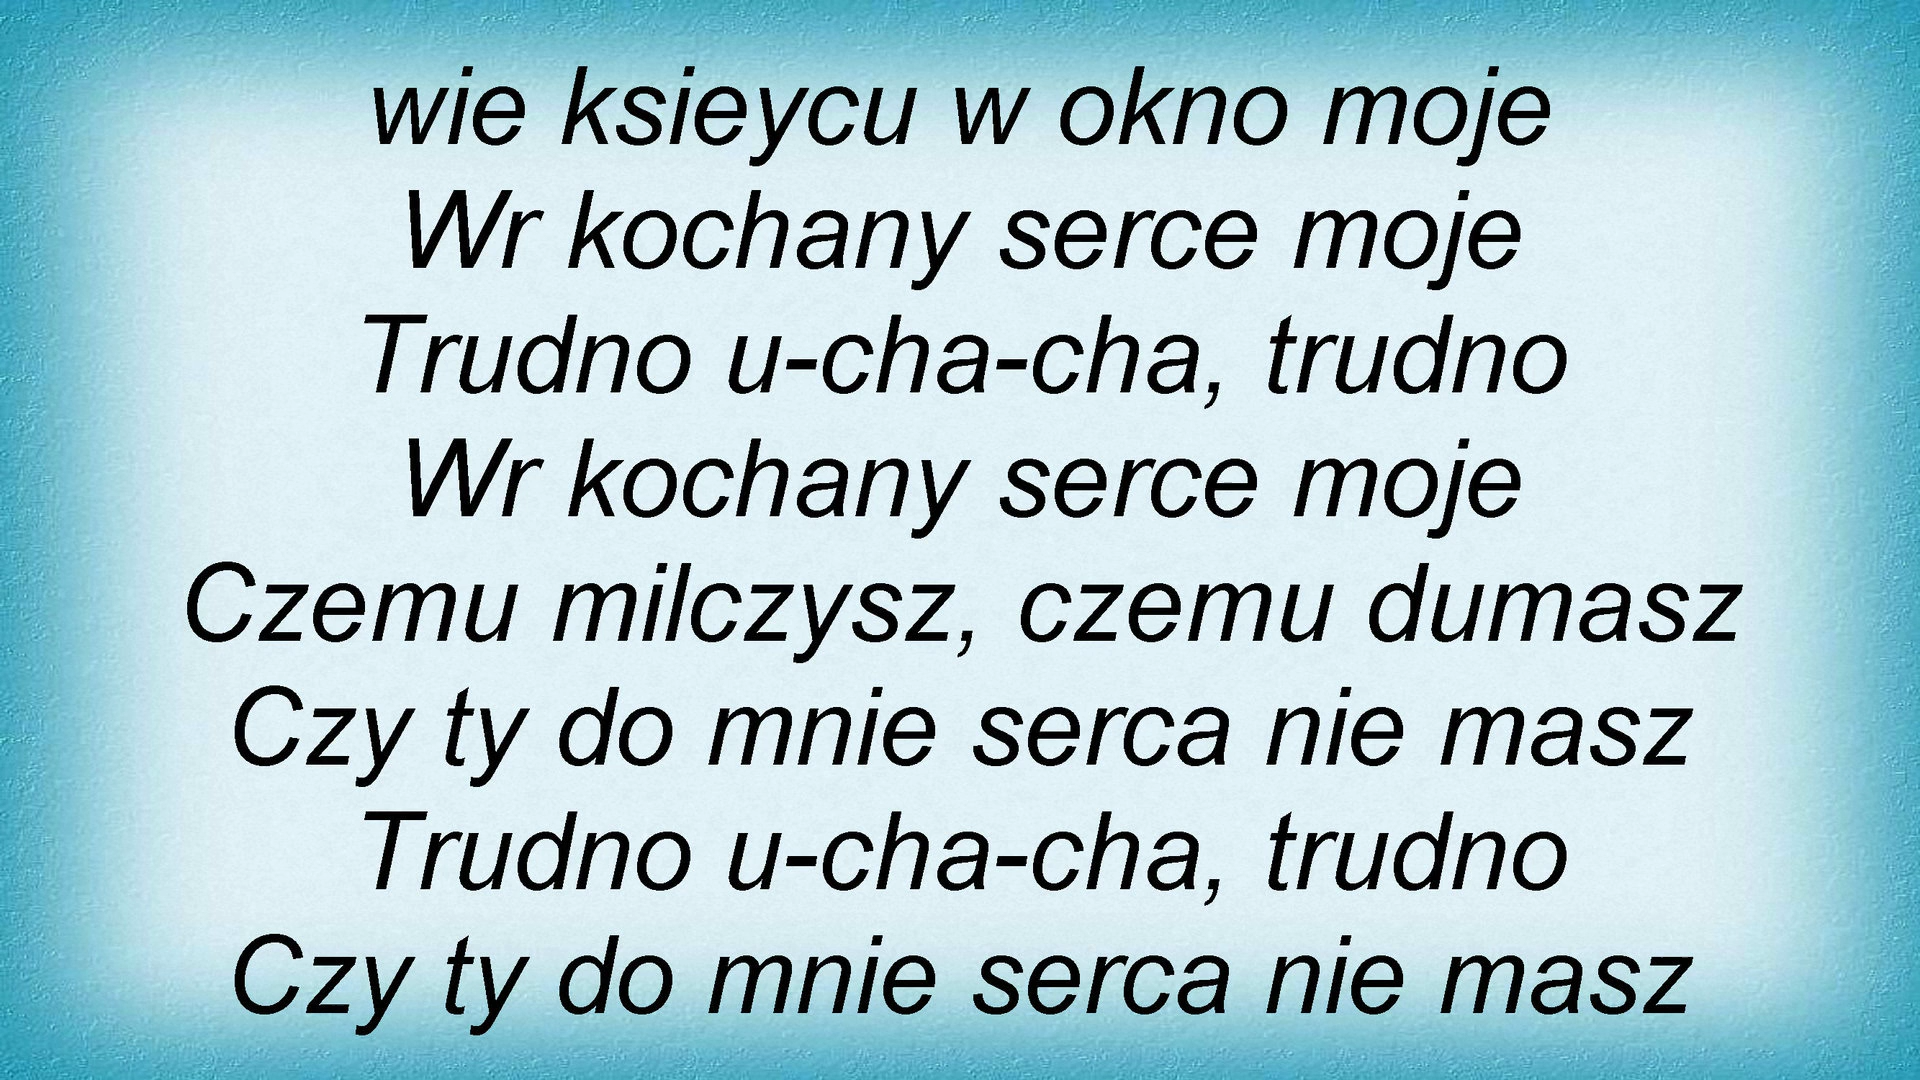 wie ksieycu w okno moje
Wr kochany serce moje
Trudno u-cha-cha, trudno
Wr kochany serce moje
Czemu milczysz, czemu dumasz
Czy ty do mnie serca nie masz
Trudno u-cha-cha, trudno
Czy ty do mnie serca nie masz